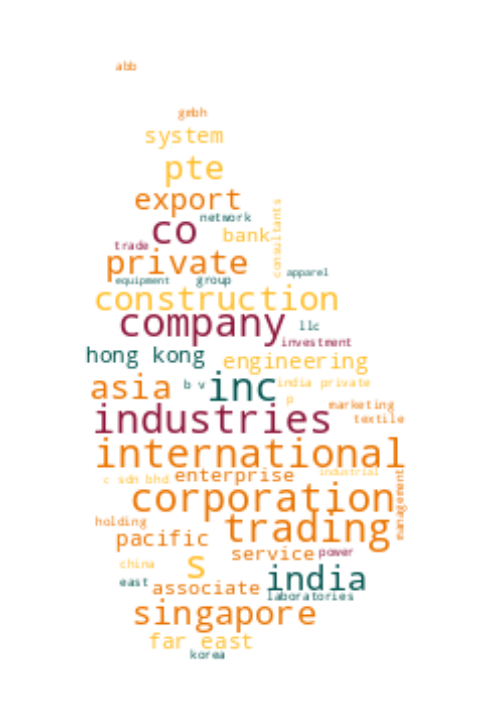 abb
gmbh
system
pte
export
network
co
bank
consultants
trade
private
apparel
equipment
group
construction
company
llc
investment
hong kong
engineering
asia
b v
inc
india private
p
industries
marketing
textile
international
c sdn bhd
enterprise
industrial
management
corporation
holding
trading
pacific
service
power
china
s
east
associate
india
laboratories
singapore
far east
korea